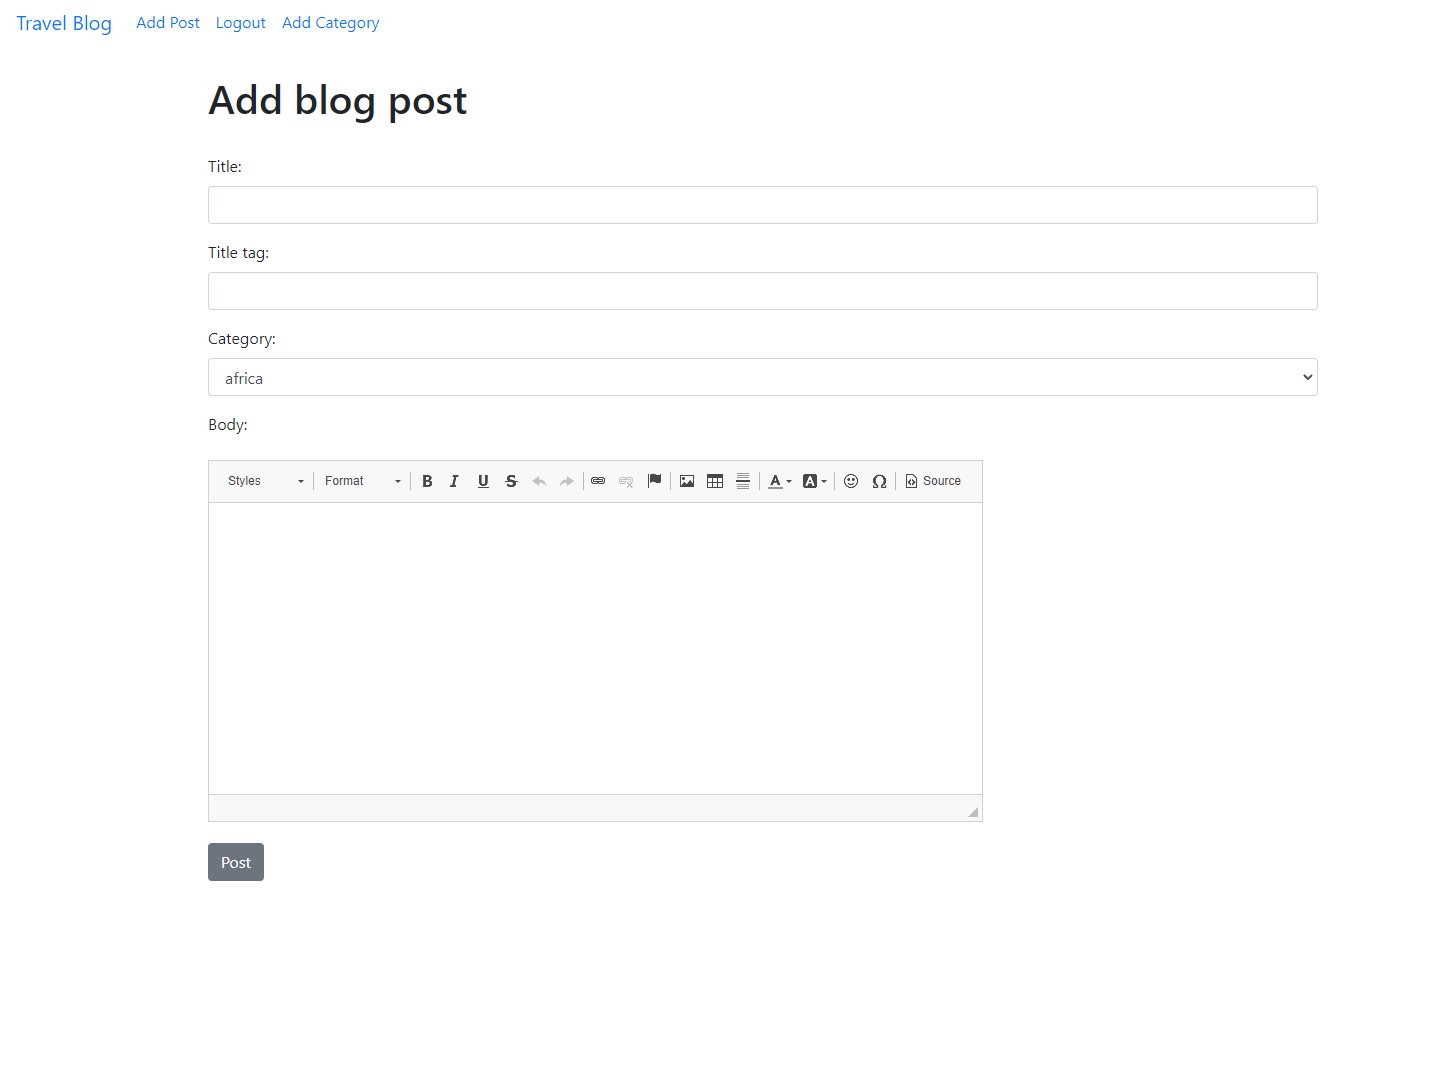 Travel Blog Add Post Logout Add Category
Add blog post
Title:
Title tag:
Category:
africa
Body:
Styles Format B I U S A A Ω Source
Post